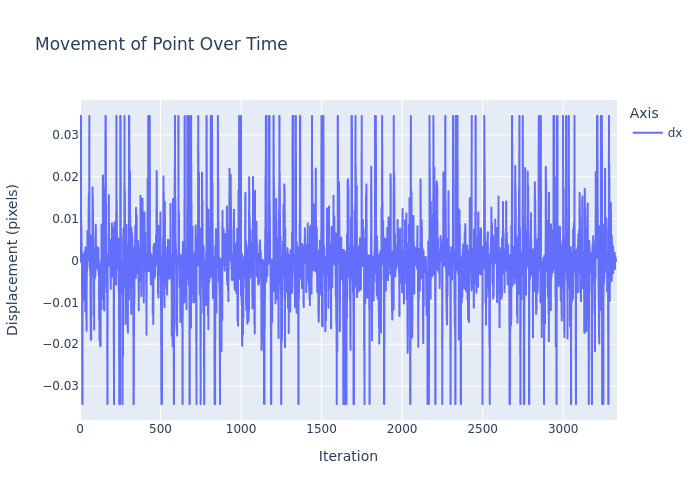 Movement of Point Over Time
Axis
dx
Displacement (pixels)
0.03
0.02
0.01
0
−0.01
−0.02
−0.03
0 500 1000 1500 2000 2500 3000
Iteration